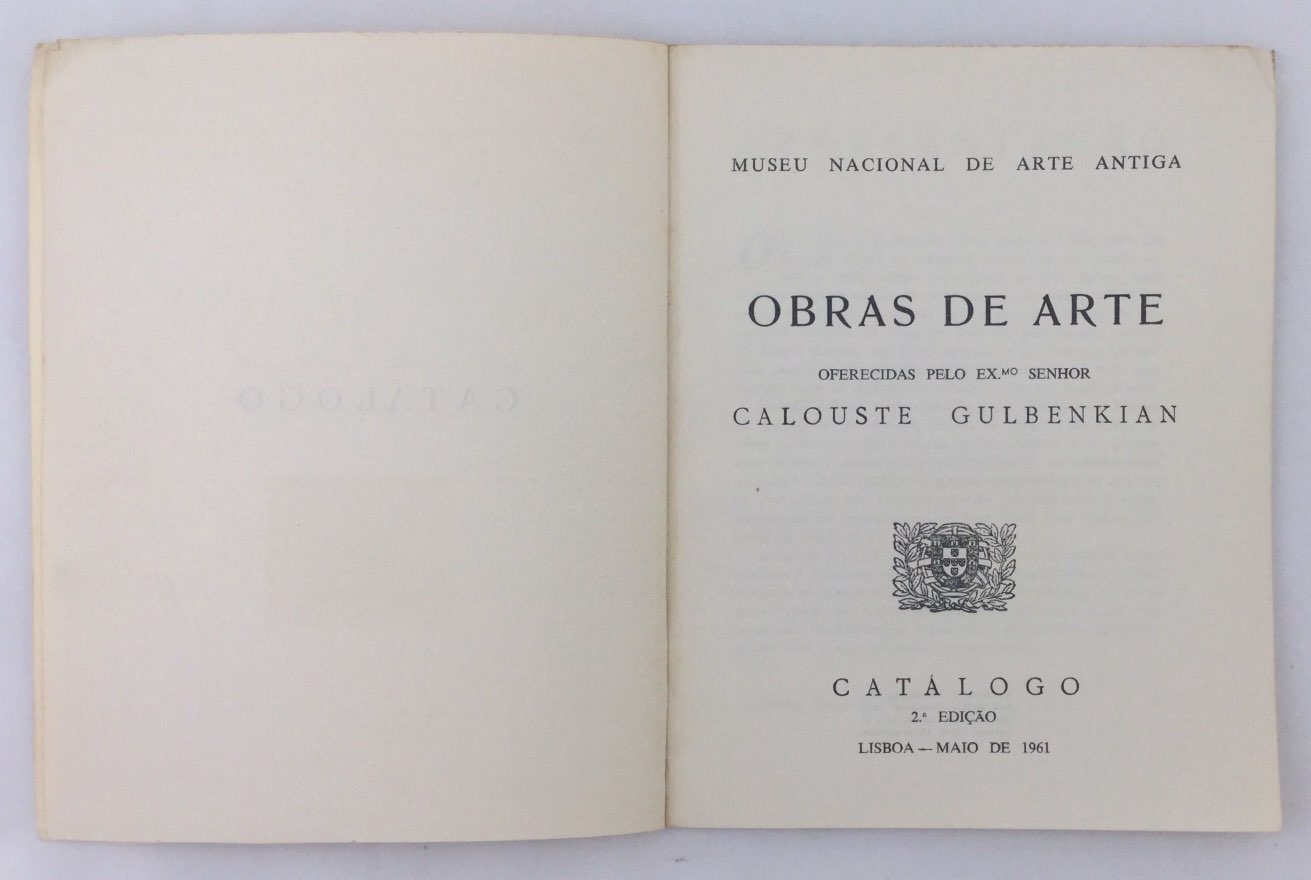 MUSEU NACIONAL DE ARTE ANTIGA
OBRAS DE ARTE
OFERECIDAS PELO EX.ᴹᴼ SENHOR
CALOUSTE GULBENKIAN
CATÁLOGO
2.ª EDIÇÃO
LISBOA — MAIO DE 1961